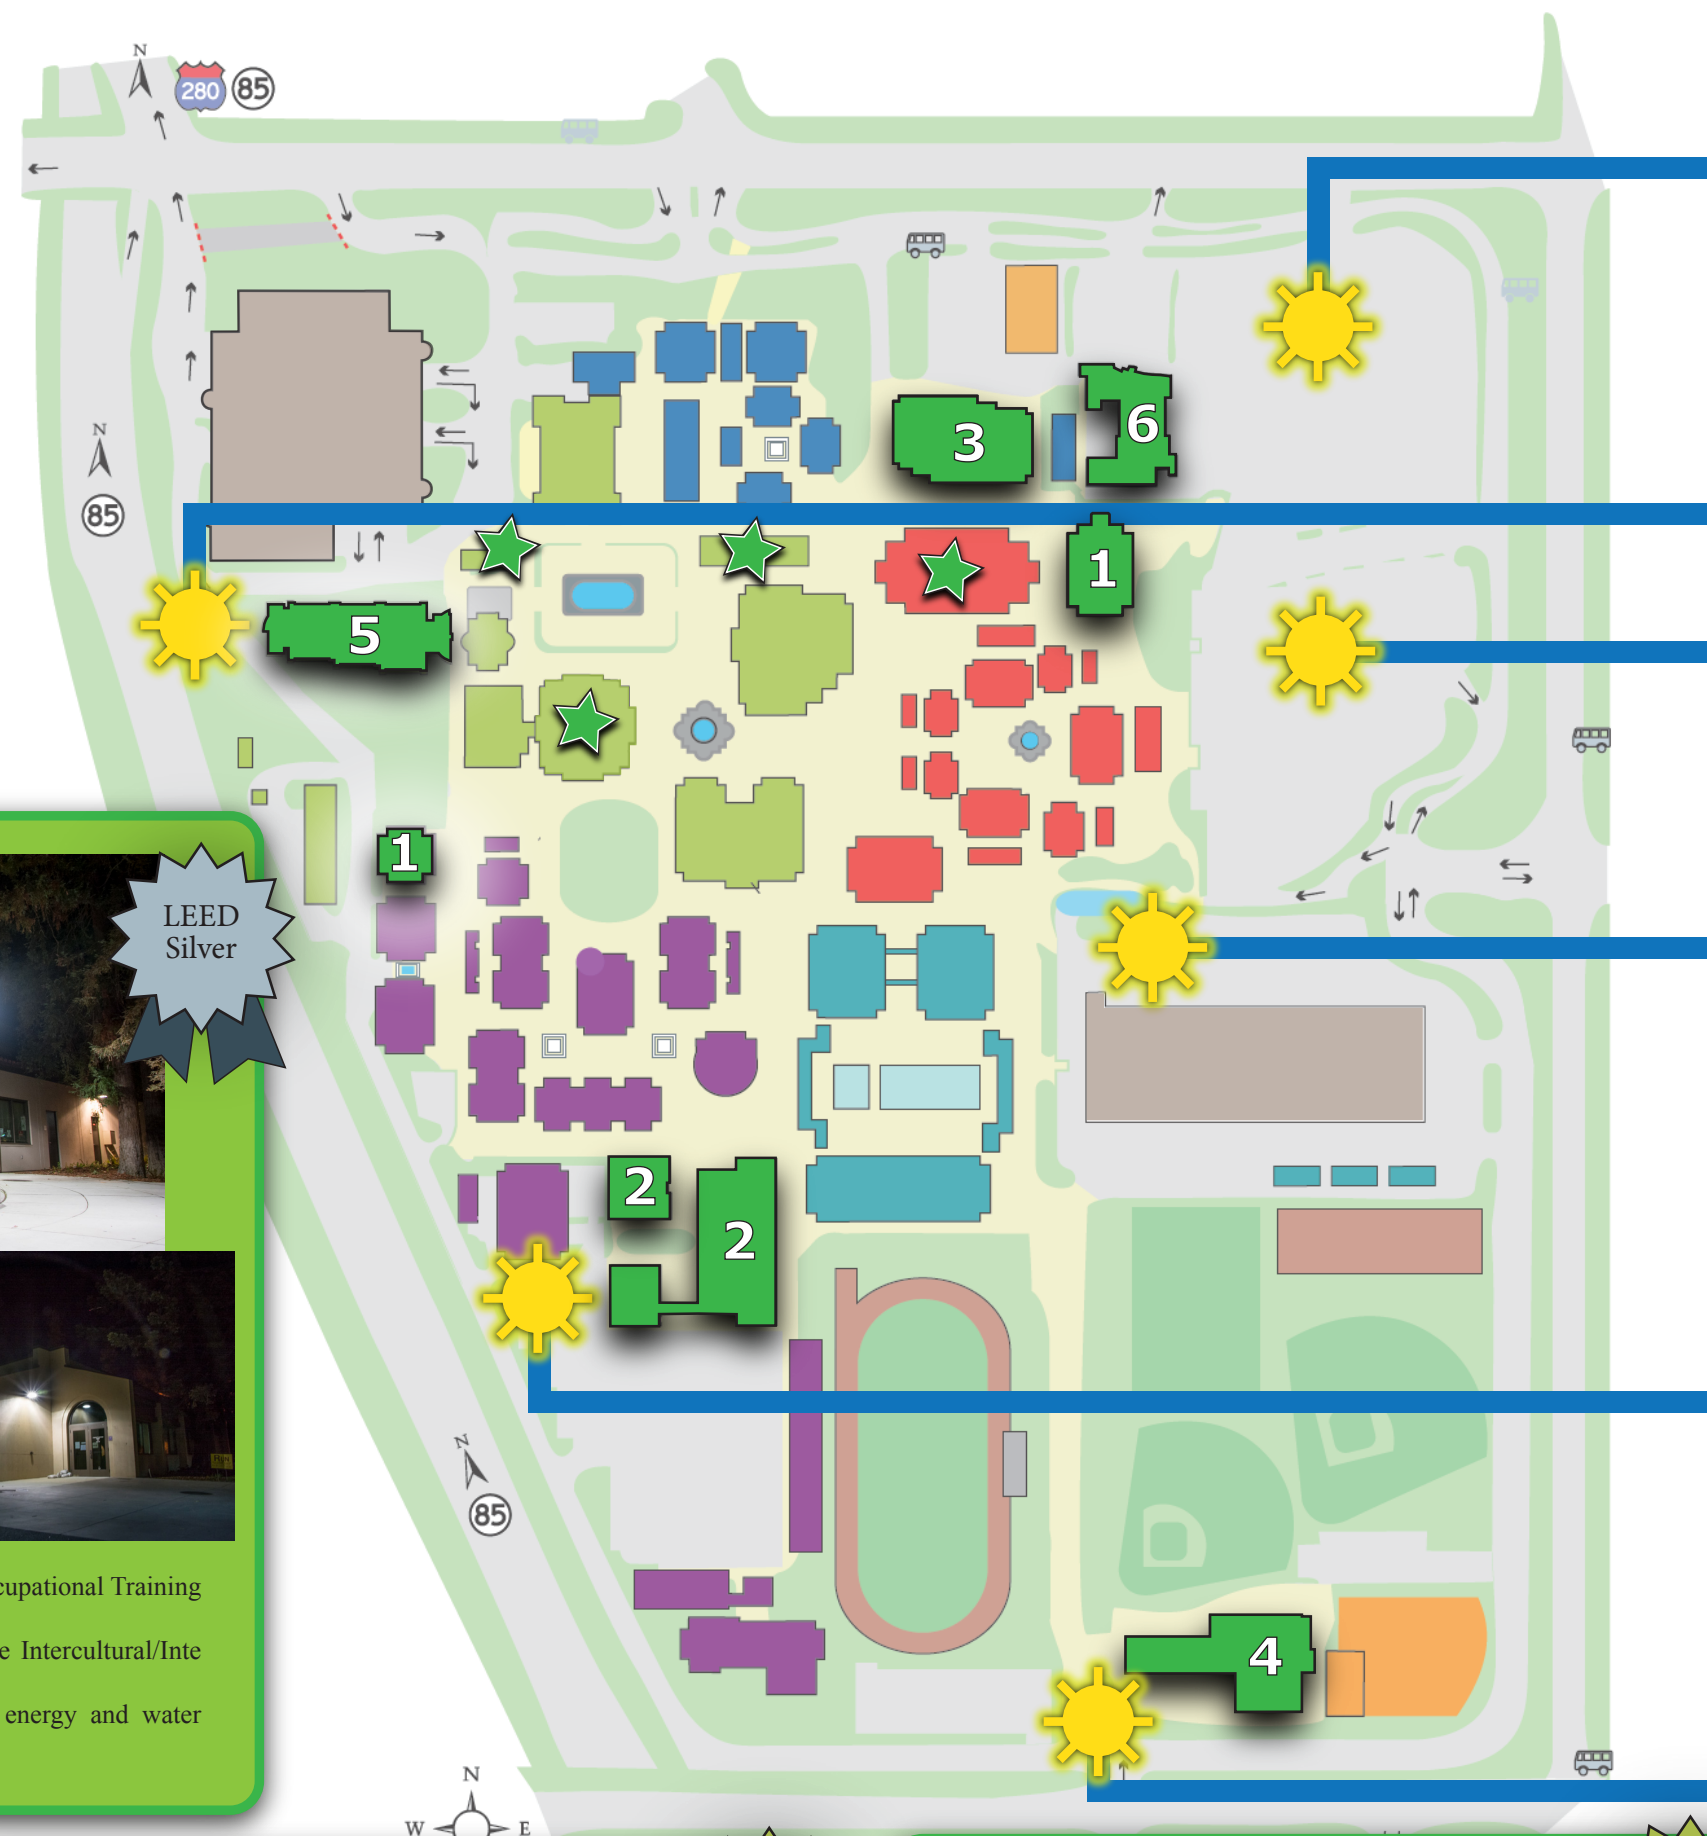 N
280
85
3
6
N
85
1
5
1
LEED
Silver
2
2
N
85
cupational Training
e Intercultural/Inte
energy and water
4
N
W
E